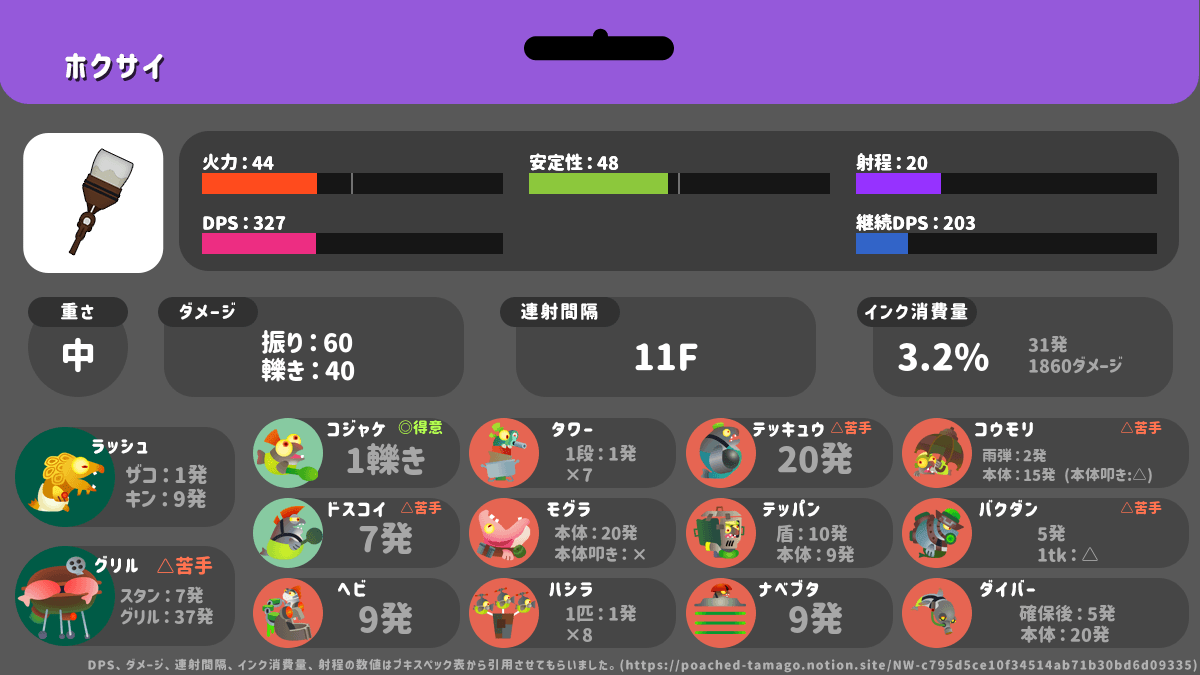 ホクサイ
火力：44
安定性：48
射程：20
DPS：327
継続DPS：203
重さ
中
ダメージ
振り：60
轢き：40
連射間隔
11F
インク消費量
3.2%
31発
1860ダメージ
ラッシュ
ザコ：1発
キン：9発
グリル △苦手
スタン：7発
グリル：37発
コジャケ ◎得意
1轢き
タワー
1段：1発
×7
テッキュウ △苦手
20発
コウモリ △苦手
雨弾：2発
本体：15発 (本体叩き:△)
ドスコイ △苦手
7発
モグラ
本体：20発
本体叩き：×
テッパン
盾：10発
本体：9発
バクダン △苦手
5発
1tk：△
ヘビ
9発
ハシラ
1匹：1発
×8
ナベブタ
9発
ダイバー
確保後：5発
本体：20発
DPS、ダメージ、連射間隔、インク消費量、射程の数値はブキスペック表から引用させてもらいました。(https://poached-tamago.notion.site/NW-c795d5ce10f34514ab71b30bd6d09335)